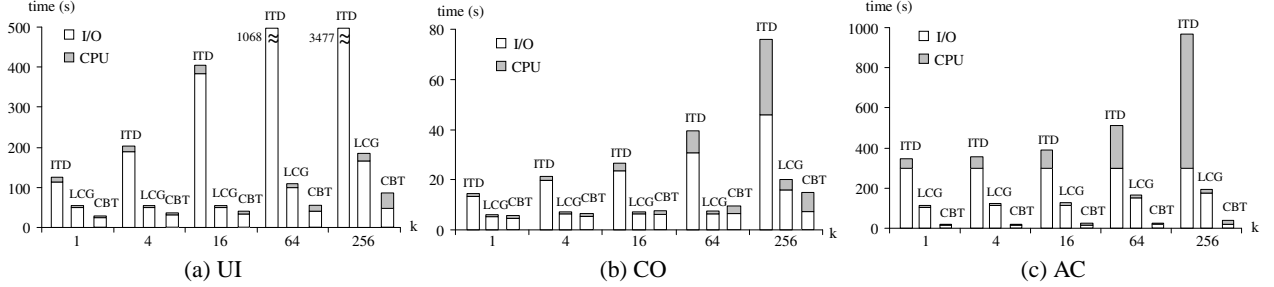 time (s)
500
400
300
200
100
0
I/O
CPU
ITD
LCG
CBT
ITD
LCG
CBT
ITD
LCG
CBT
1068
ITD
LCG
CBT
3477
ITD
LCG
CBT
1 4 16 64 256 k
(a) UI
time (s)
80
60
40
20
0
I/O
CPU
ITD
LCG
CBT
ITD
LCG
CBT
ITD
LCG
CBT
ITD
LCG
CBT
ITD
LCG
CBT
1 4 16 64 256 k
(b) CO
time (s)
1000
800
600
400
200
0
I/O
CPU
ITD
LCG
CBT
ITD
LCG
CBT
ITD
LCG
CBT
ITD
LCG
CBT
ITD
LCG
CBT
1 4 16 64 256 k
(c) AC